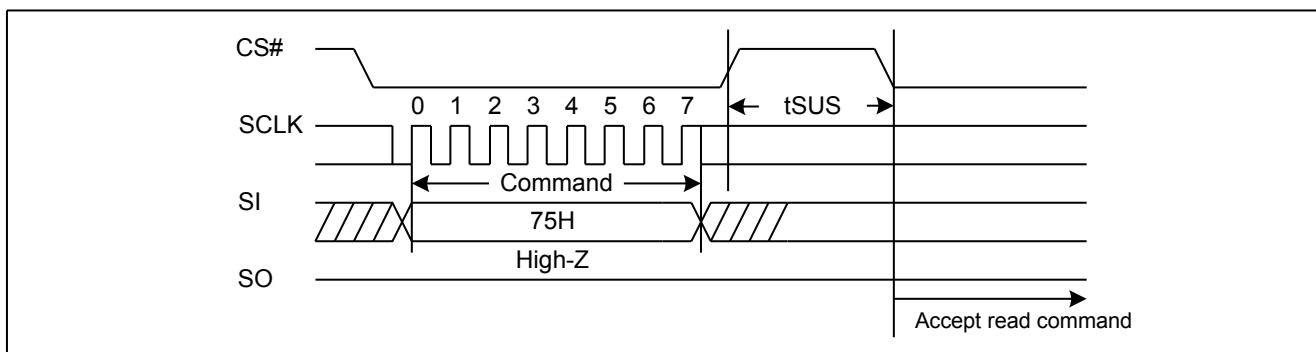 CS#
0 1 2 3 4 5 6 7
tSUS
SCLK
Command
SI
75H
High-Z
SO
Accept read command